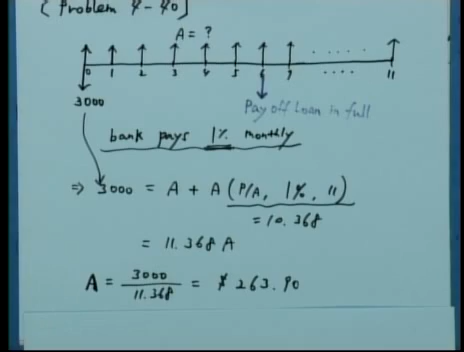 ( Problem 4-40)
A = ?
0 1 2 3 4 5 6 7 ..... .... 11
3000 Pay off Loan in full
bank pays 1% monthly
⇒ 3000 = A + A (P/A, 1%, 11)
= 10.368
= 11.368 A
A = 3000 / 11.368 = $ 263.90